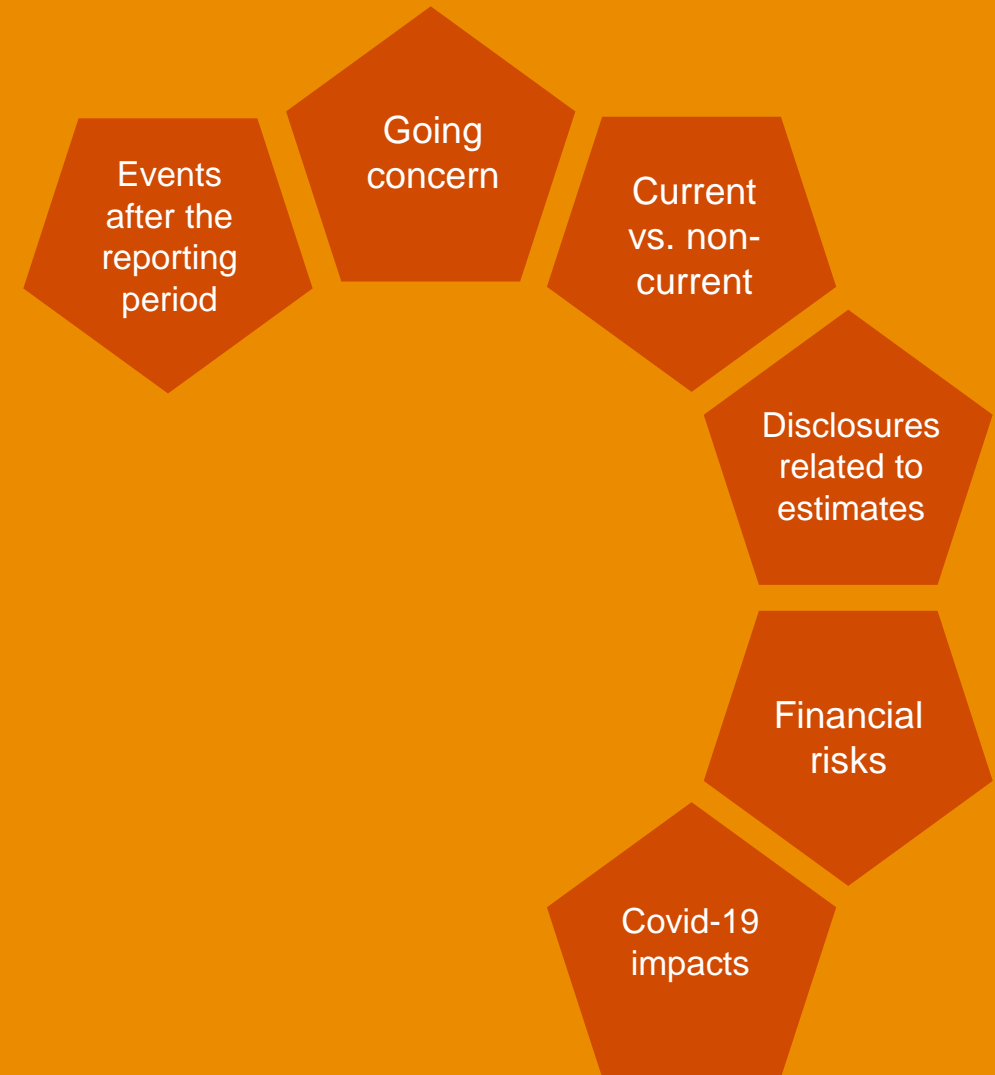 Events
after the
reporting
period
Going
concern
Current
vs. non-
current
Disclosures
related to
estimates
Financial
risks
Covid-19
impacts